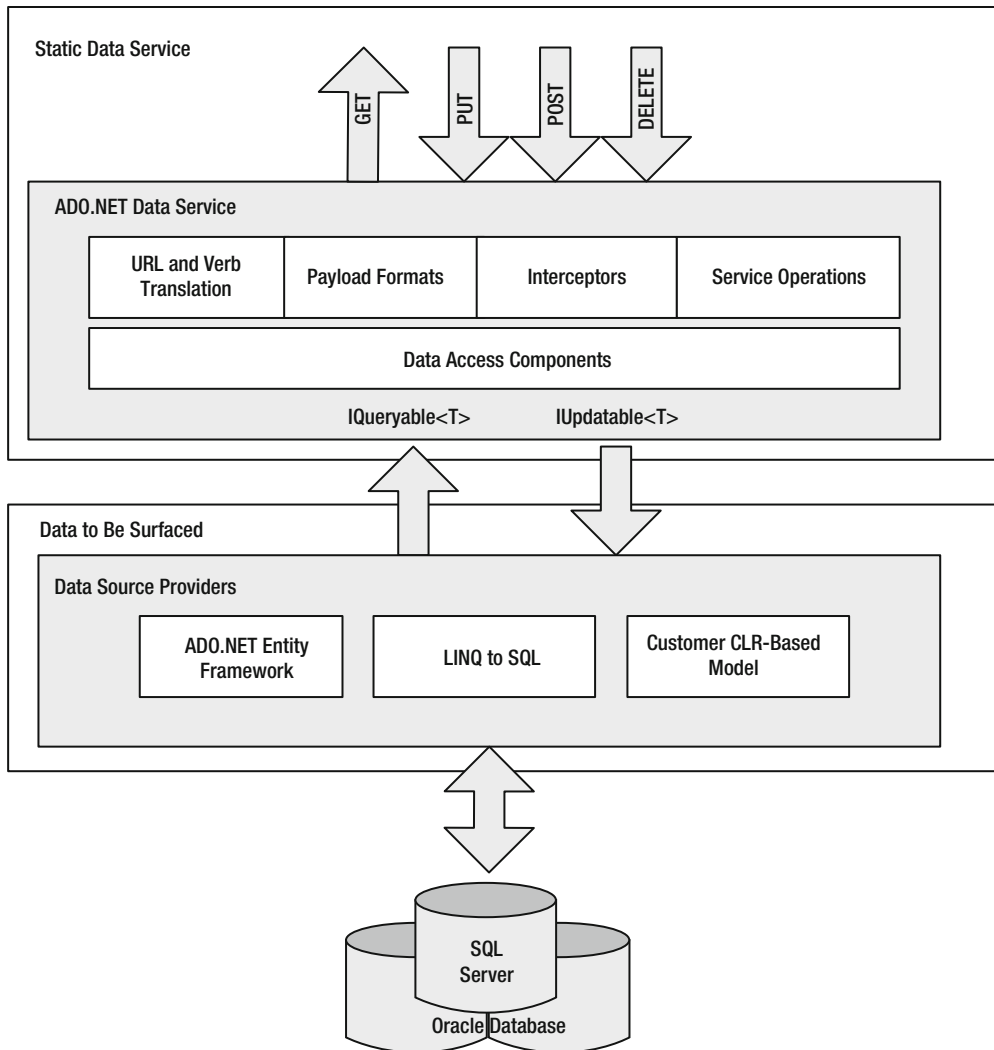 Static Data Service
GET
PUT
POST
DELETE
ADO.NET Data Service
URL and Verb
Translation
Payload Formats
Interceptors
Service Operations
Data Access Components
IQueryable<T>
IUpdatable<T>
Data to Be Surfaced
Data Source Providers
ADO.NET Entity
Framework
LINQ to SQL
Customer CLR-Based
Model
SQL
Server
Oracle Database